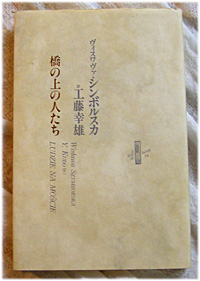 橋の上の人たち
ヴィスワヴァ・シンボルスカ
訳 工藤幸雄
Wisława Szymborska
Y. KUDO
LUDZIE NA MOŚCIE